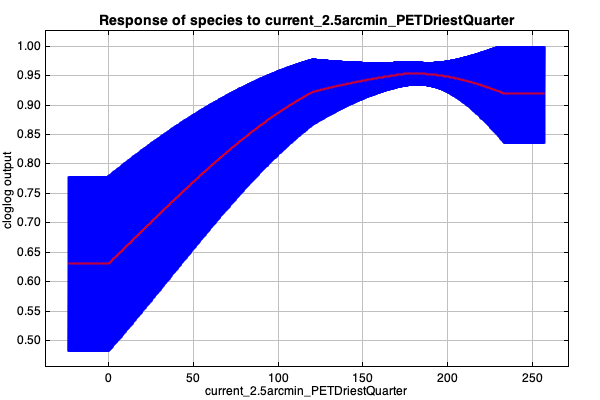 Response of species to current_2.5arcmin_PETDriestQuarter
1.00
0.95
0.90
0.85
0.80
0.75
0.70
0.65
0.60
0.55
0.50
cloglog output
0 50 100 150 200 250
current_2.5arcmin_PETDriestQuarter